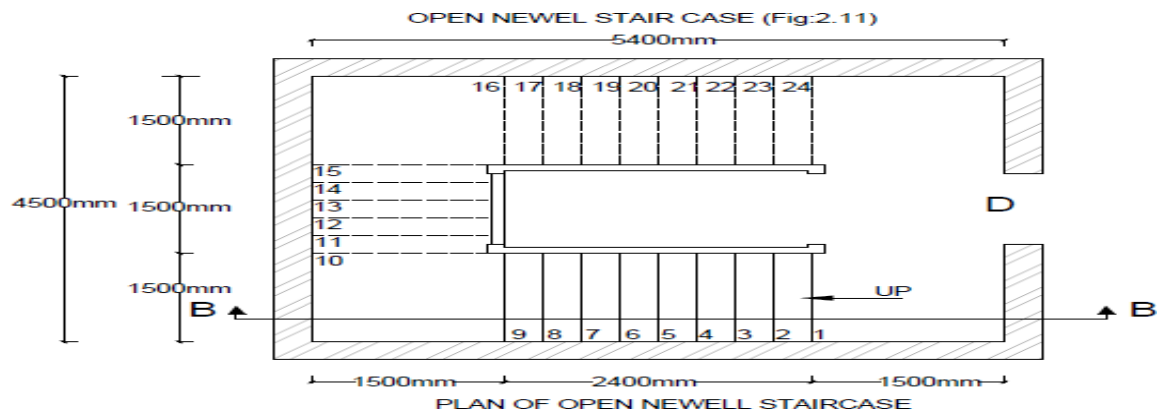 OPEN NEWEL STAIR CASE (Fig:2.11)
5400mm
16 17 18 19 20 21 22 23 24
1500mm
15
14
4500mm 1500mm 13 D
12
11
10
1500mm
UP
B B
9 8 7 6 5 4 3 2 1
1500mm 2400mm 1500mm
PLAN OF OPEN NEWELL STAIRCASE